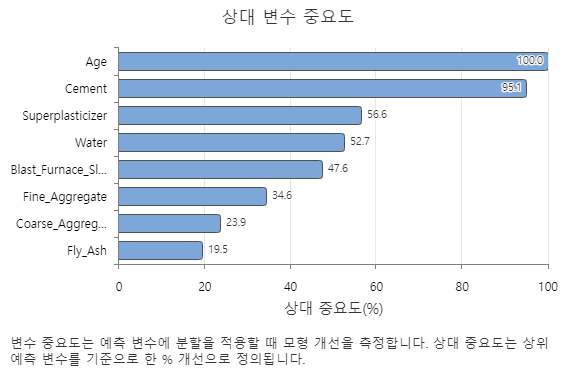 상대 변수 중요도
Age
100.0
Cement
95.1
Superplasticizer
56.6
Water
52.7
Blast_Furnace_Sl...
47.6
Fine_Aggregate
34.6
Coarse_Aggreg...
23.9
Fly_Ash
19.5
0 20 40 60 80 100
상대 중요도(%)
변수 중요도는 예측 변수에 분할을 적용할 때 모형 개선을 측정합니다. 상대 중요도는 상위
예측 변수를 기준으로 한 % 개선으로 정의됩니다.